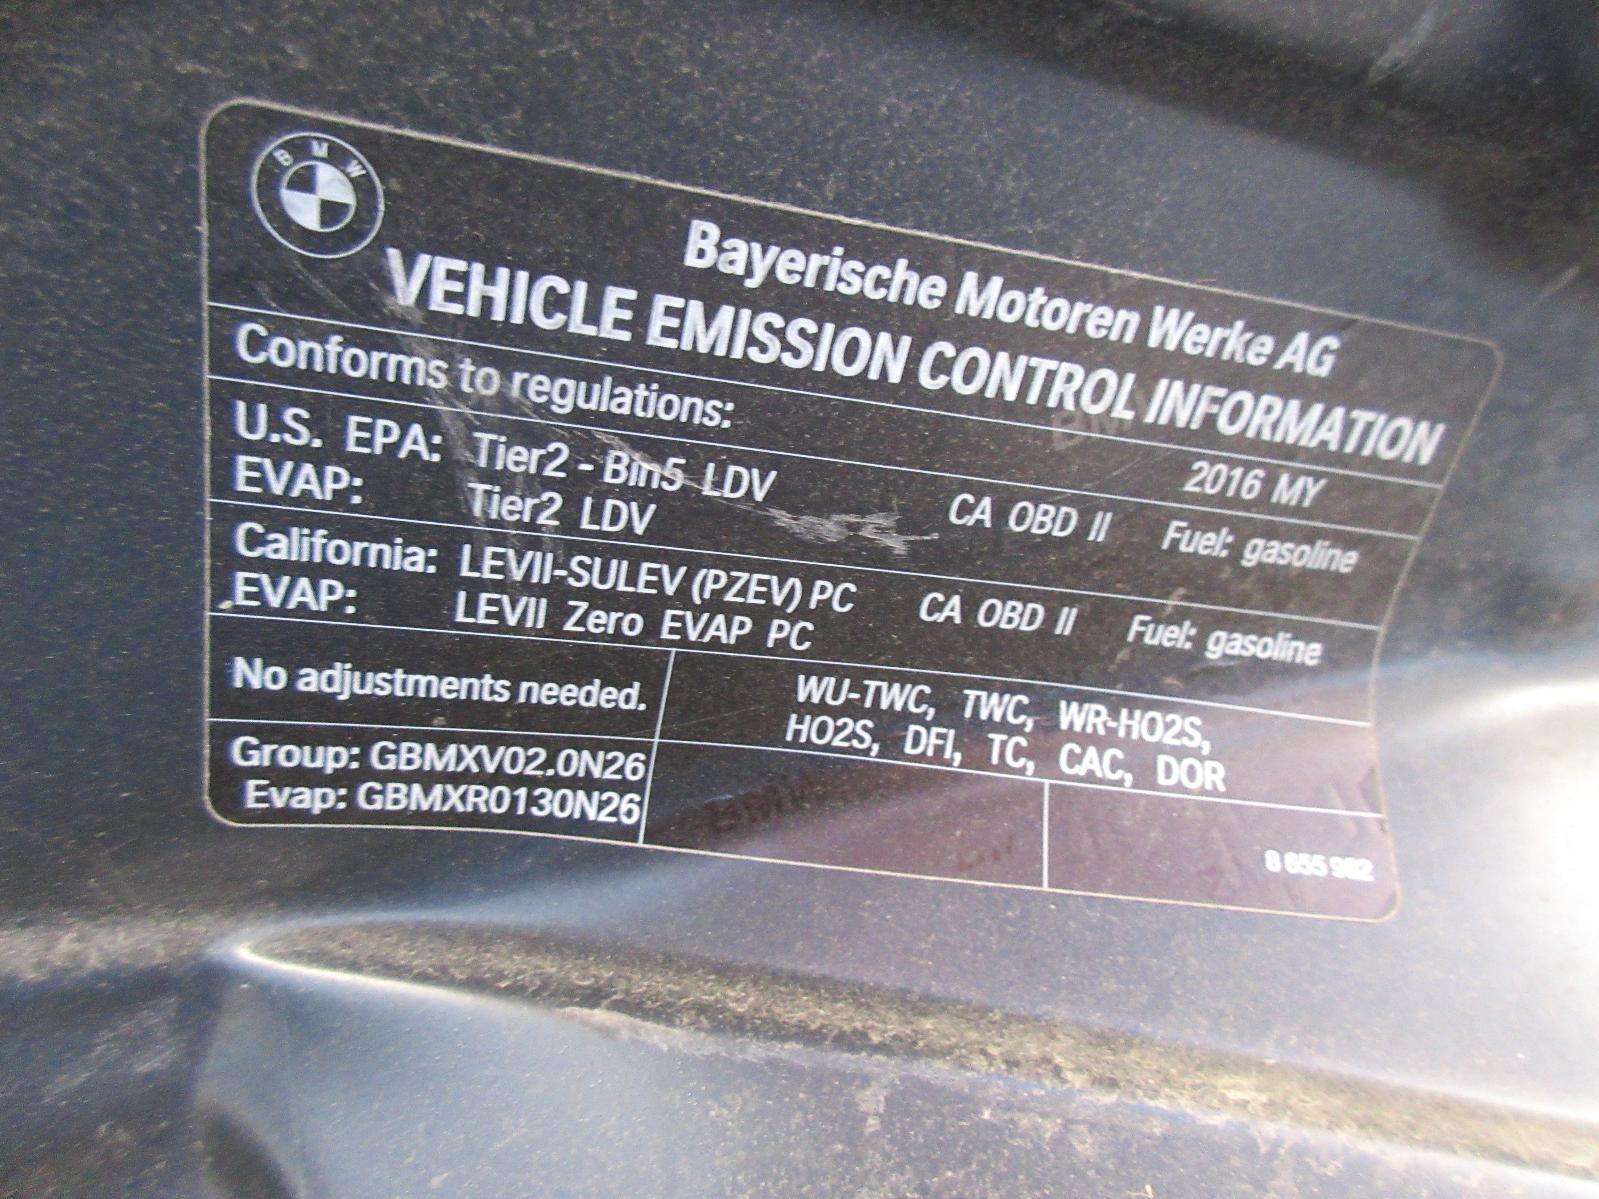 BMW
Bayerische Motoren Werke AG
VEHICLE EMISSION CONTROL INFORMATION
Conforms to regulations: 2016 MY
U.S. EPA: Tier2 - Bin5 LDV CA OBD II Fuel: gasoline
EVAP: Tier2 LDV
California: LEVII-SULEV (PZEV) PC CA OBD II Fuel: gasoline
EVAP: LEVII Zero EVAP PC
No adjustments needed.
WU-TWC, TWC, WR-HO2S,
HO2S, DFI, TC, CAC, DOR
Group: GBMXV02.0N26
Evap: GBMXR0130N26
8 655 982